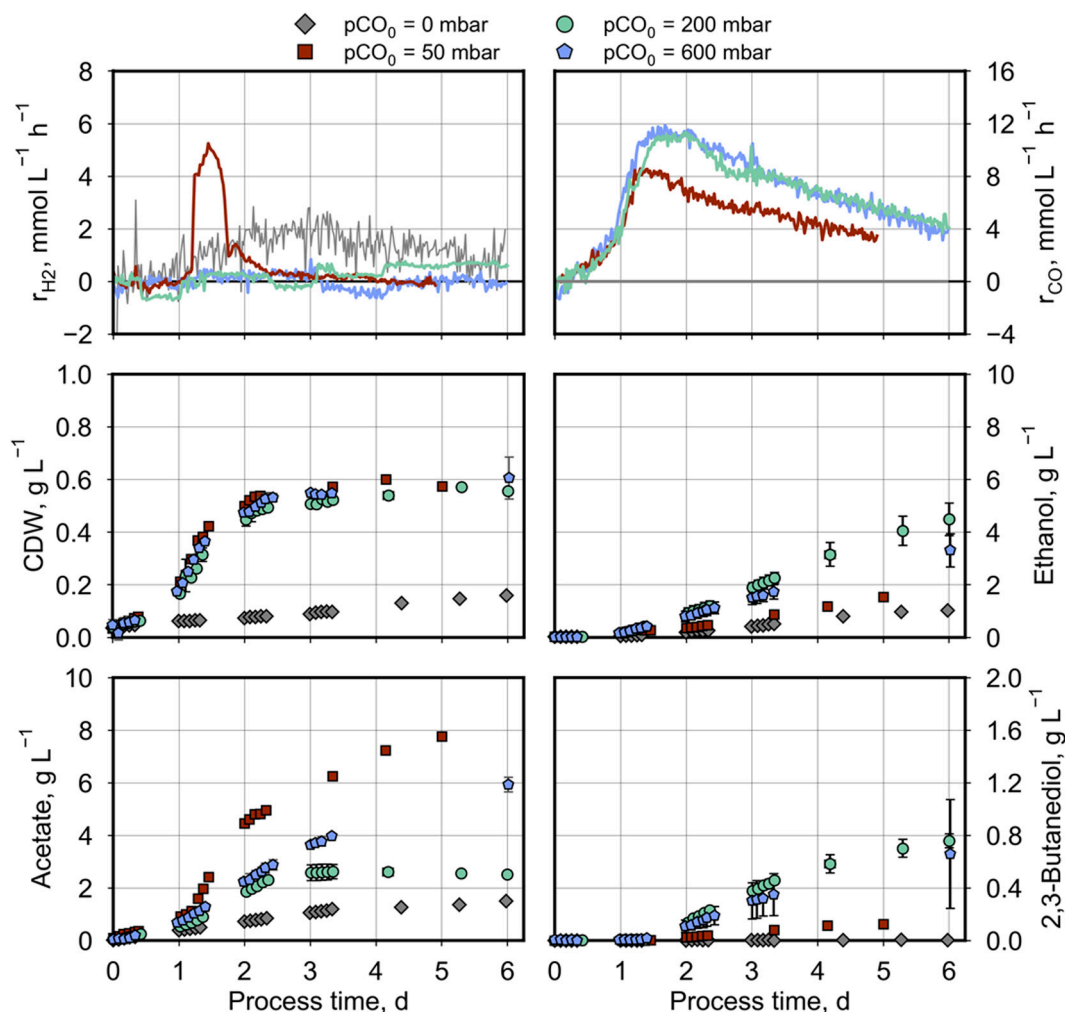 pCO₀ = 0 mbar
pCO₀ = 50 mbar
pCO₀ = 200 mbar
pCO₀ = 600 mbar
r_H2, mmol L⁻¹ h⁻¹
8
6
4
2
0
−2
16
12
8
4
0
−4
r_CO, mmol L⁻¹ h⁻¹
CDW, g L⁻¹
1.0
0.8
0.6
0.4
0.2
0.0
10
8
6
4
2
0
Ethanol, g L⁻¹
Acetate, g L⁻¹
10
8
6
4
2
0
2.0
1.6
1.2
0.8
0.4
0.0
2,3-Butanediol, g L⁻¹
0 1 2 3 4 5 6
0 1 2 3 4 5 6
Process time, d
Process time, d